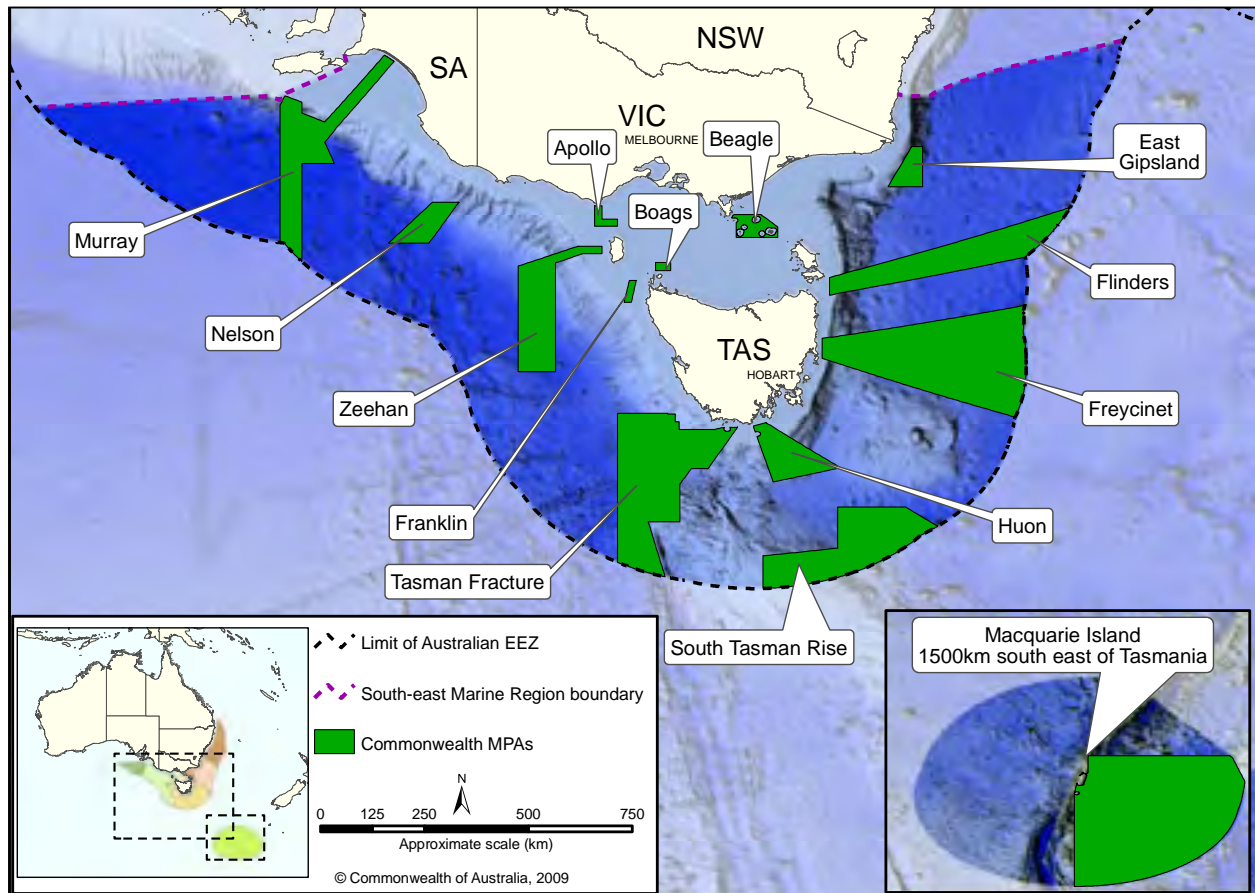 NSW
SA
VIC
MELBOURNE
Apollo
Beagle
East
Gipsland
Boags
Murray
Flinders
Nelson
TAS
HOBART
Zeehan
Freycinet
Franklin
Huon
Tasman Fracture
South Tasman Rise
Macquarie Island
1500km south east of Tasmania
Limit of Australian EEZ
South-east Marine Region boundary
Commonwealth MPAs
N
0 125 250 500 750
Approximate scale (km)
© Commonwealth of Australia, 2009